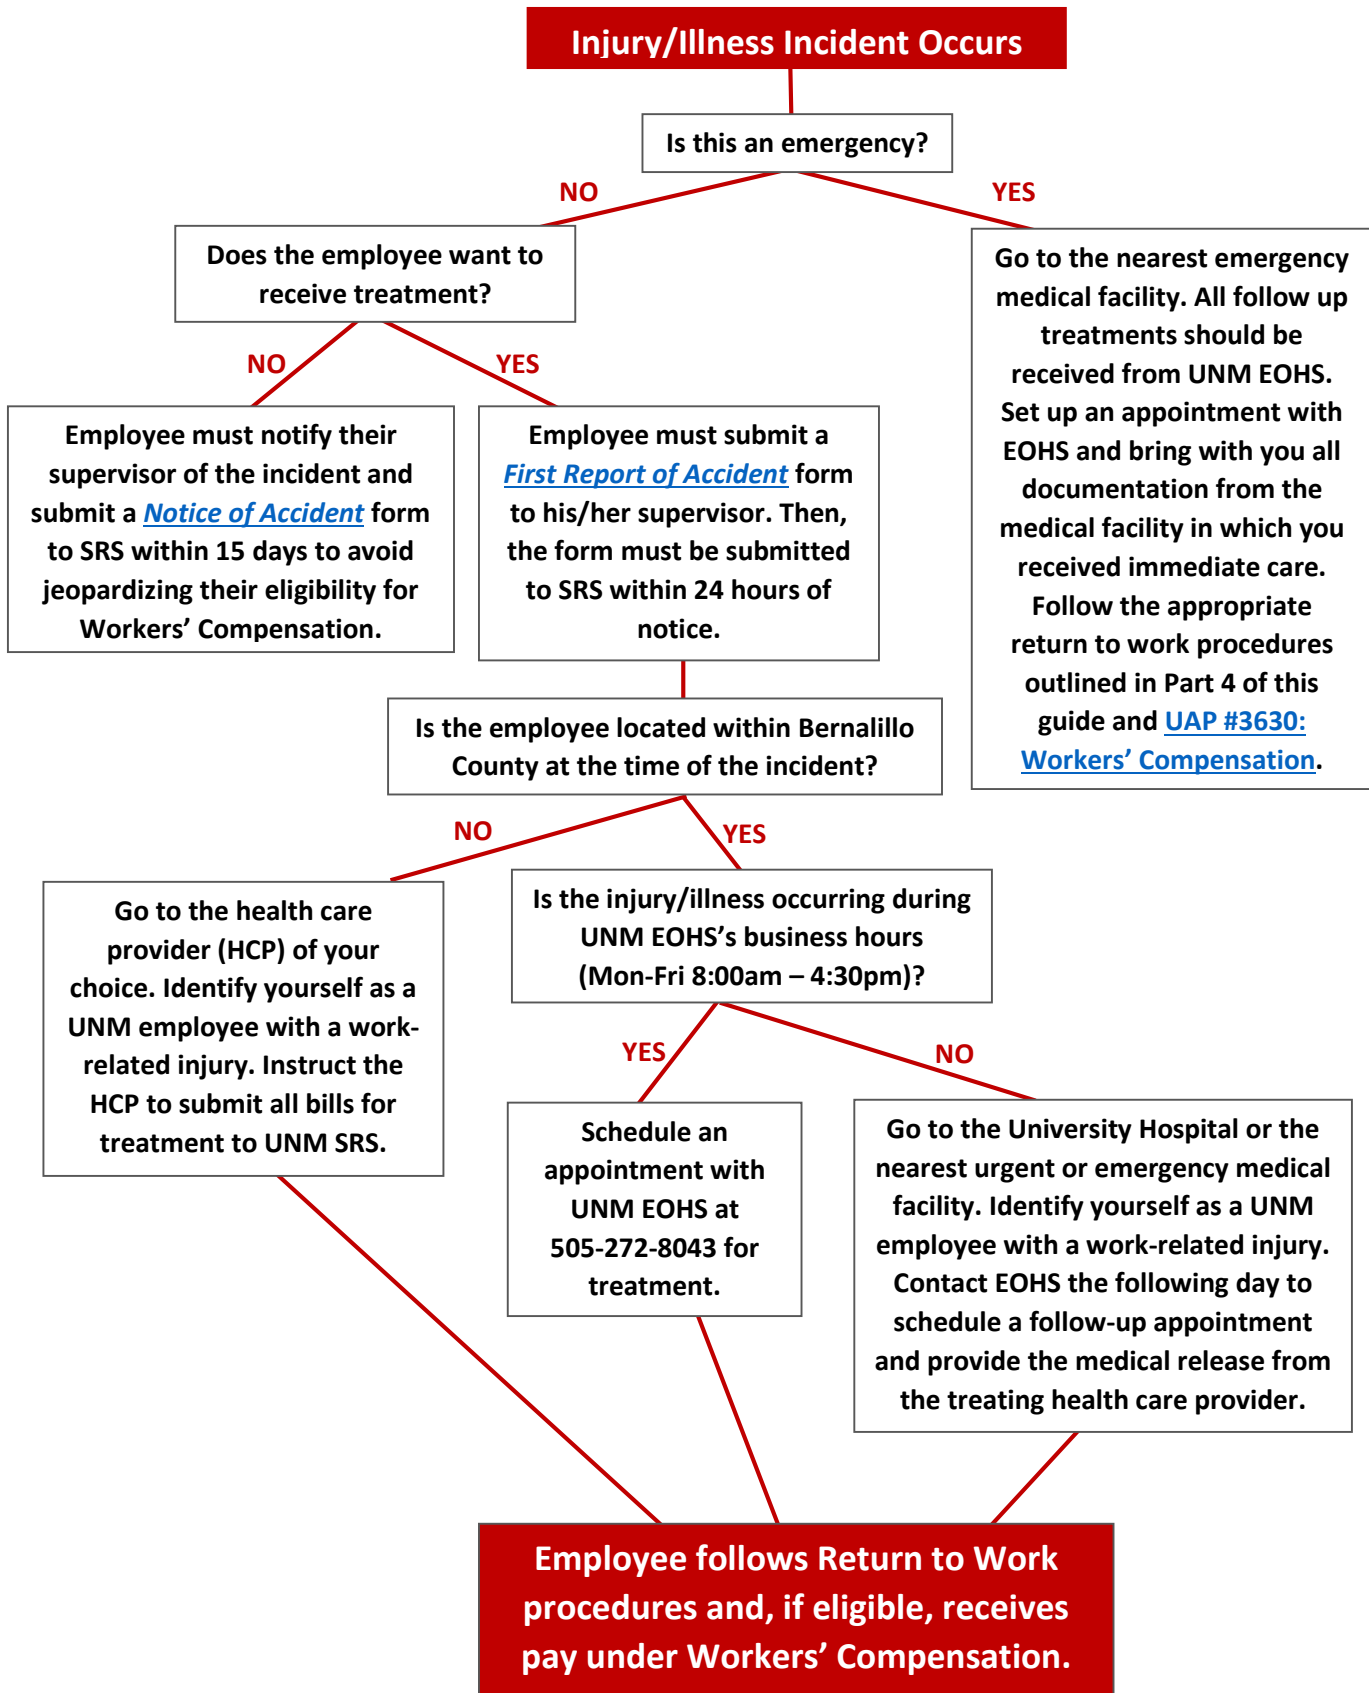 Injury/Illness Incident Occurs
Is this an emergency?
NO
YES
Does the employee want to
receive treatment?
Go to the nearest emergency
medical facility. All follow up
treatments should be
received from UNM EOHS.
Set up an appointment with
EOHS and bring with you all
documentation from the
medical facility in which you
received immediate care.
Follow the appropriate
return to work procedures
outlined in Part 4 of this
guide and UAP #3630:
Workers’ Compensation.
NO
YES
Employee must notify their
supervisor of the incident and
submit a Notice of Accident form
to SRS within 15 days to avoid
jeopardizing their eligibility for
Workers’ Compensation.
Employee must submit a
First Report of Accident form
to his/her supervisor. Then,
the form must be submitted
to SRS within 24 hours of
notice.
Is the employee located within Bernalillo
County at the time of the incident?
NO
YES
Go to the health care
provider (HCP) of your
choice. Identify yourself as a
UNM employee with a work-
related injury. Instruct the
HCP to submit all bills for
treatment to UNM SRS.
Is the injury/illness occurring during
UNM EOHS’s business hours
(Mon-Fri 8:00am – 4:30pm)?
YES
NO
Schedule an
appointment with
UNM EOHS at
505-272-8043 for
treatment.
Go to the University Hospital or the
nearest urgent or emergency medical
facility. Identify yourself as a UNM
employee with a work-related injury.
Contact EOHS the following day to
schedule a follow-up appointment
and provide the medical release from
the treating health care provider.
Employee follows Return to Work
procedures and, if eligible, receives
pay under Workers’ Compensation.